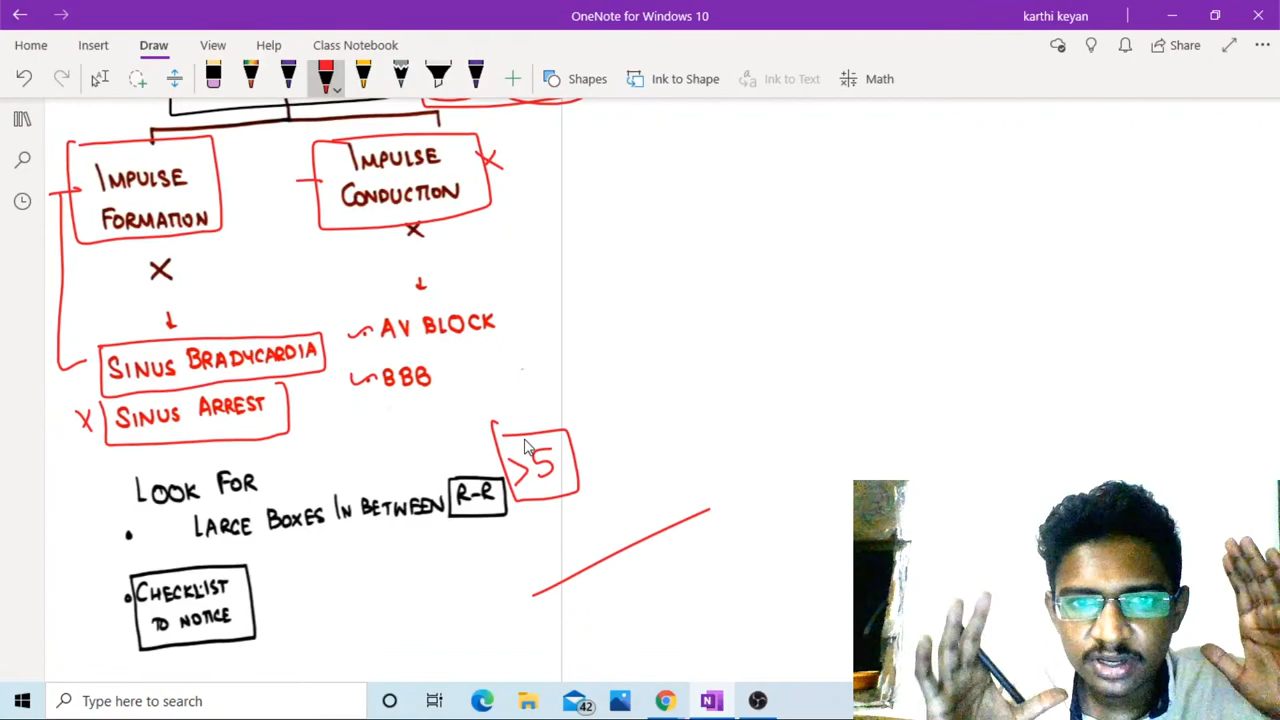 OneNote for Windows 10
karthi keyan
Home Insert Draw View Help Class Notebook
Share
Shapes Ink to Shape Ink to Text Math
IMPULSE
FORMATION
X
IMPULSE
CONDUCTION
X
X
SINUS BRADYCARDIA
X SINUS ARREST
AV BLOCK
BBB
>5
LOOK FOR
• LARGE BOXES IN BETWEEN R-R
• CHECKLIST
TO NOTICE
Type here to search
42